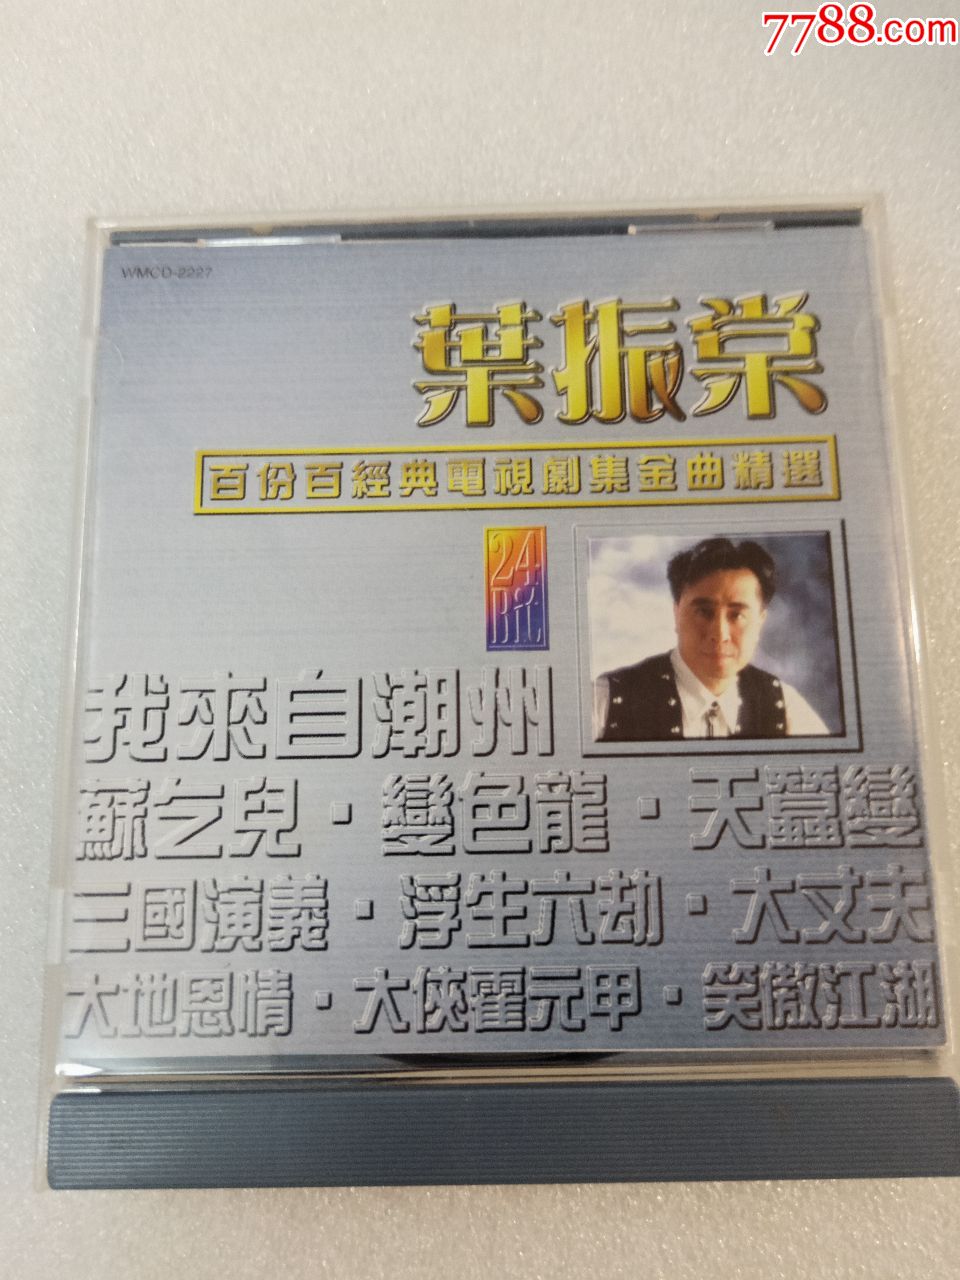 7788.com
WMCD-2227
葉振棠
百份百經典電視劇集金曲精選
24
Bit
我來自潮州
蘇乞兒·變色龍·天蠶變
三國演義·浮生六劫·大丈夫
大地恩情·大俠霍元甲·笑傲江湖